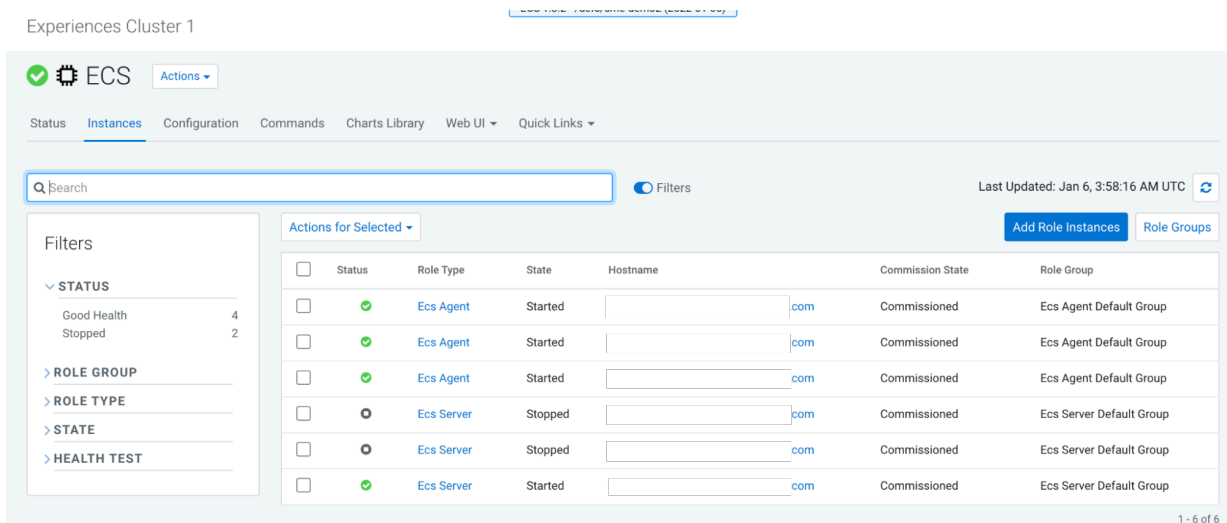 Experiences Cluster 1
ECS
Actions
Status Instances Configuration Commands Charts Library Web UI Quick Links
Search
Filters
Last Updated: Jan 6, 3:58:16 AM UTC
Filters
STATUS
Good Health 4
Stopped 2
ROLE GROUP
ROLE TYPE
STATE
HEALTH TEST
Actions for Selected
Add Role Instances
Role Groups
Status Role Type State Hostname Commission State Role Group
Ecs Agent Started .com Commissioned Ecs Agent Default Group
Ecs Agent Started com Commissioned Ecs Agent Default Group
Ecs Agent Started com Commissioned Ecs Agent Default Group
Ecs Server Stopped com Commissioned Ecs Server Default Group
Ecs Server Stopped com Commissioned Ecs Server Default Group
Ecs Server Started com Commissioned Ecs Server Default Group
1 - 6 of 6